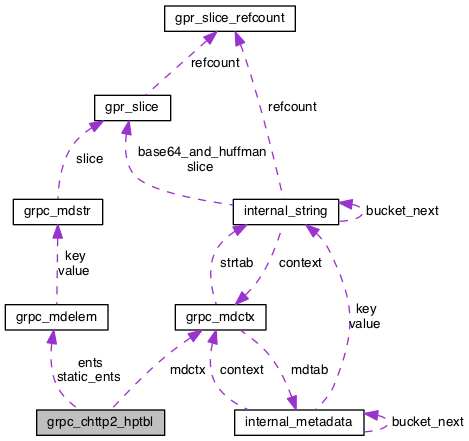 gpr_slice_refcount
refcount
gpr_slice
refcount
base64_and_huffman
slice
slice
grpc_mdstr
internal_string
bucket_next
key
value
strtab
context
grpc_mdelem
grpc_mdctx
key
value
ents
static_ents
mdctx
context
mdtab
grpc_chttp2_hptbl
internal_metadata
bucket_next